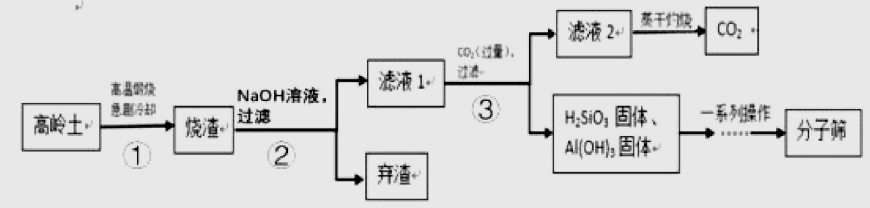 高岭土
高温煅烧
急剧冷却
①
烧渣
NaOH溶液，
过滤
②
滤液 1
弃渣
CO₂(过量)，
过滤
③
滤液 2
蒸干灼烧
CO₂
H₂SiO₃ 固体、
Al(OH)₃固体
一系列操作
……
分子筛